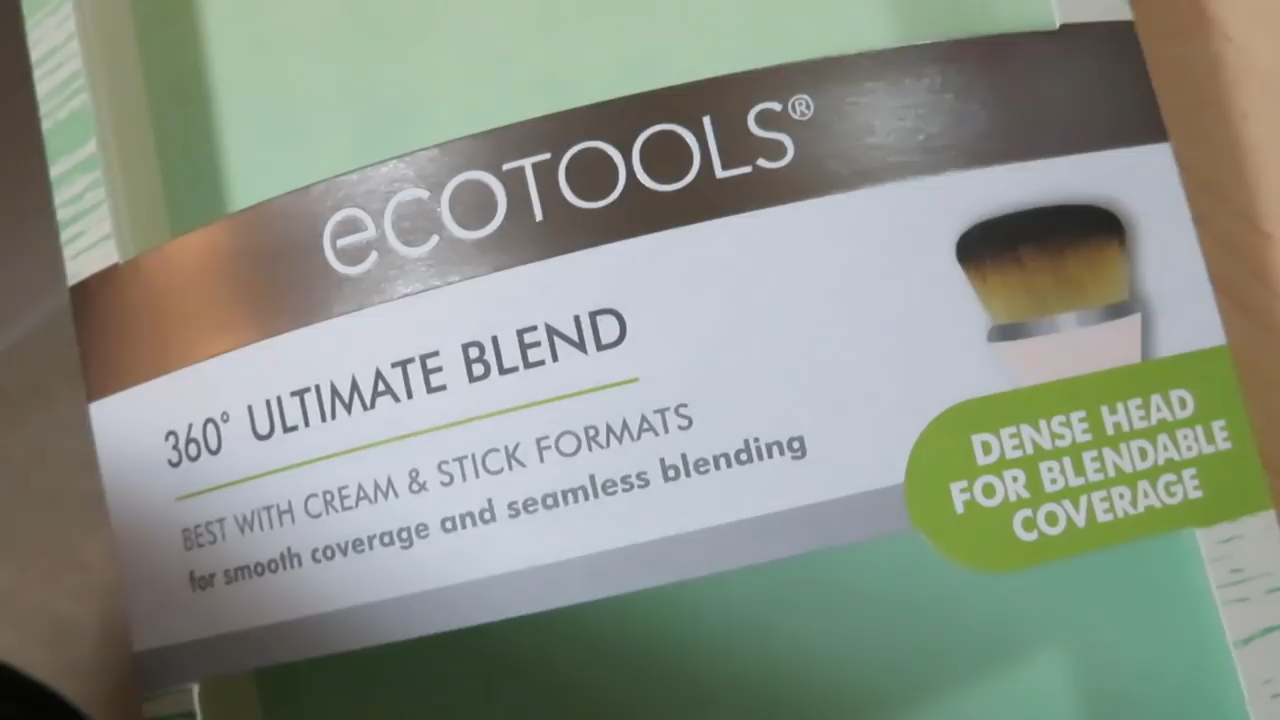 ecoTOOLS®
360° ULTIMATE BLEND
BEST WITH CREAM & STICK FORMATS
for smooth coverage and seamless blending
DENSE HEAD
FOR BLENDABLE
COVERAGE